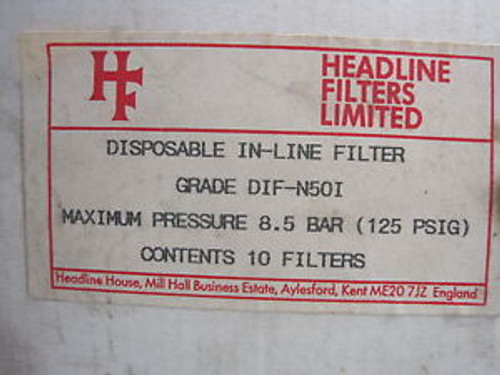 HF
HEADLINE
FILTERS
LIMITED
DISPOSABLE IN-LINE FILTER
GRADE DIF-N50I
MAXIMUM PRESSURE 8.5 BAR (125 PSIG)
CONTENTS 10 FILTERS
Headline House, Mill Hall Business Estate, Aylesford, Kent ME20 7JZ England